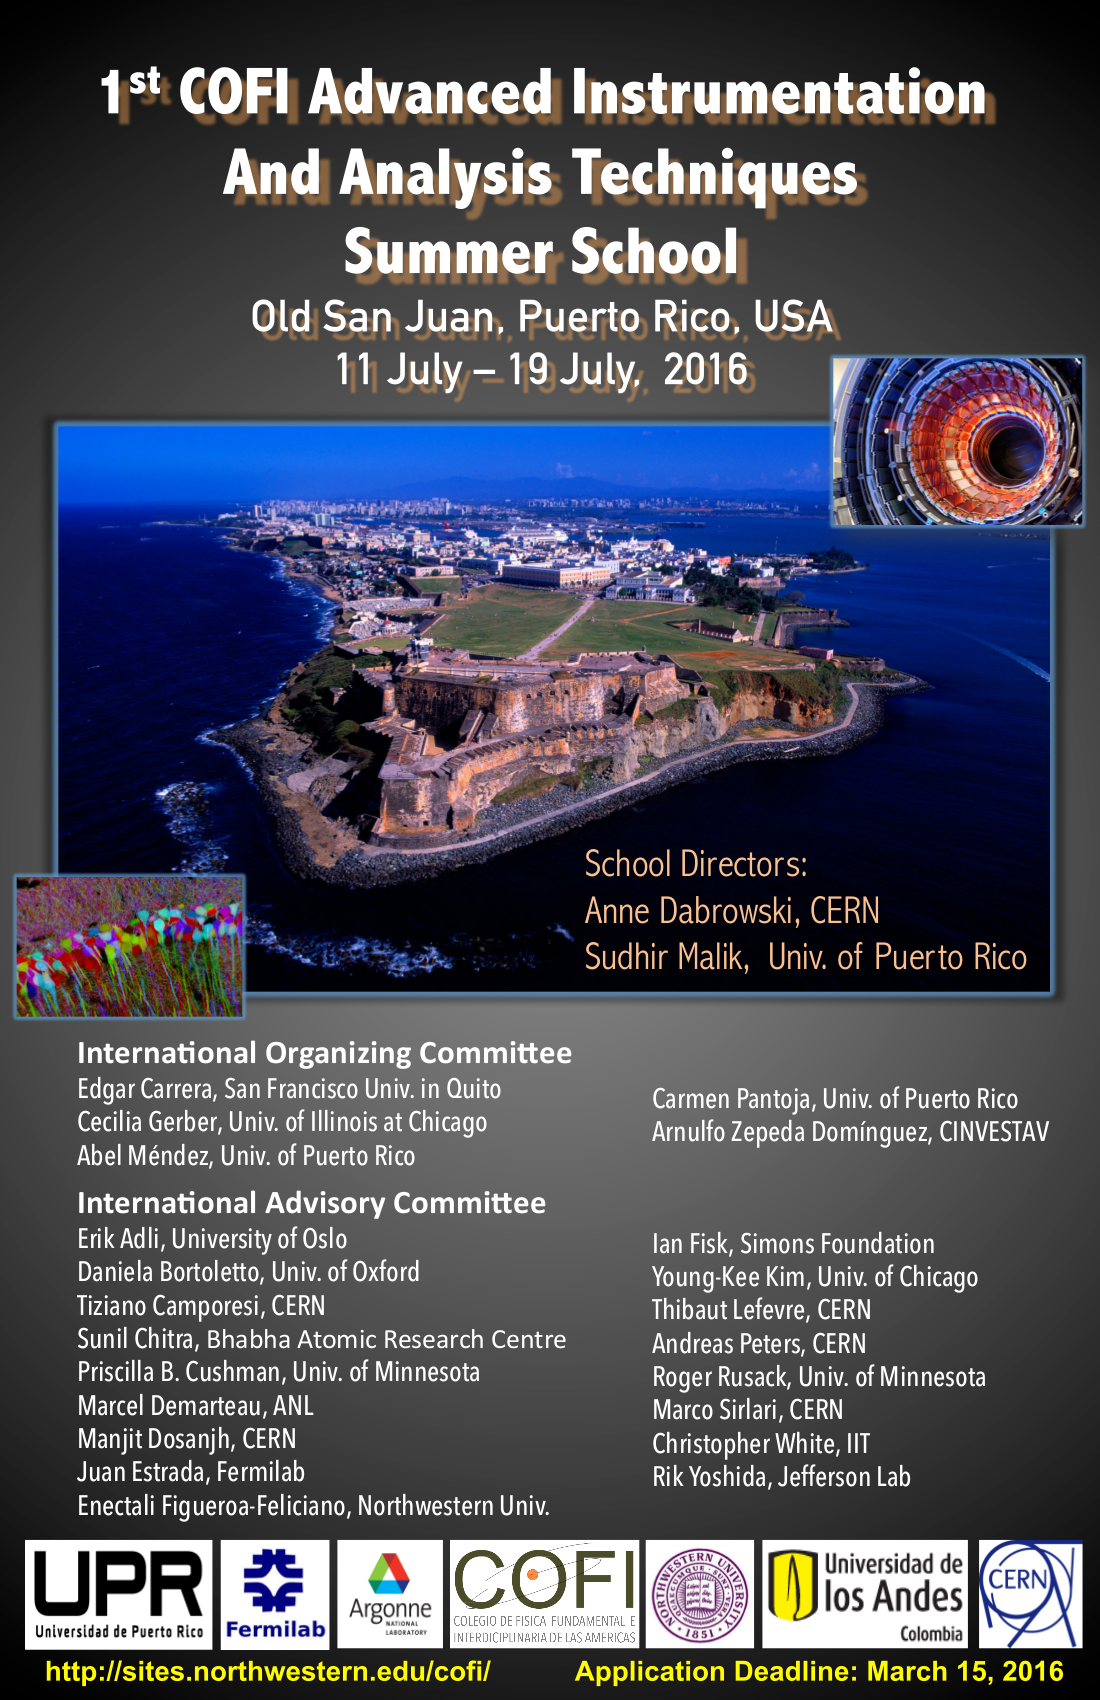 1st COFI Advanced Instrumentation
And Analysis Techniques
Summer School
Old San Juan, Puerto Rico, USA
11 July – 19 July, 2016
School Directors:
Anne Dabrowski, CERN
Sudhir Malik, Univ. of Puerto Rico
International Organizing Committee
Edgar Carrera, San Francisco Univ. in Quito
Cecilia Gerber, Univ. of Illinois at Chicago
Abel Méndez, Univ. of Puerto Rico
Carmen Pantoja, Univ. of Puerto Rico
Arnulfo Zepeda Domínguez, CINVESTAV
International Advisory Committee
Erik Adli, University of Oslo
Daniela Bortoletto, Univ. of Oxford
Tiziano Camporesi, CERN
Sunil Chitra, Bhabha Atomic Research Centre
Priscilla B. Cushman, Univ. of Minnesota
Marcel Demarteau, ANL
Manjit Dosanjh, CERN
Juan Estrada, Fermilab
Enectali Figueroa-Feliciano, Northwestern Univ.
Ian Fisk, Simons Foundation
Young-Kee Kim, Univ. of Chicago
Thibaut Lefevre, CERN
Andreas Peters, CERN
Roger Rusack, Univ. of Minnesota
Marco Sirlari, CERN
Christopher White, IIT
Rik Yoshida, Jefferson Lab
UPR
Universidad de Puerto Rico
Fermilab
Argonne
NATIONAL
LABORATORY
COFI
COLEGIO DE FISICA FUNDAMENTAL E
INTERDICIPLINARIA DE LAS AMERICAS
NORTHWESTERN UNIVERSITY
1851
Universidad de
los Andes
Colombia
CERN
http://sites.northwestern.edu/cofi/
Application Deadline: March 15, 2016